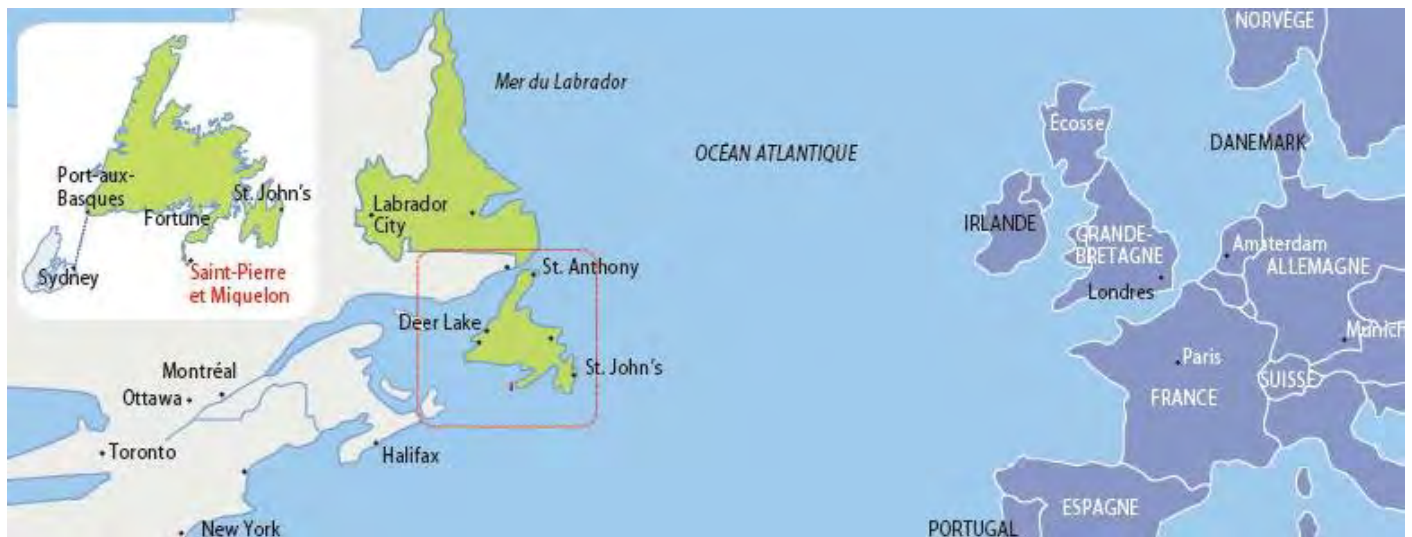 Port-aux-
Basques
St. John's
Fortune
Sydney
Saint-Pierre
et Miquelon
Mer du Labrador
OCÉAN ATLANTIQUE
Labrador
City
St. Anthony
Deer Lake
St. John's
Montréal
Ottawa
Toronto
Halifax
New York
NORVÈGE
Écosse
DANEMARK
IRLANDE
GRANDE-
BRETAGNE
Londres
Amsterdam
ALLEMAGNE
Munich
Paris
FRANCE
SUISSE
ESPAGNE
PORTUGAL